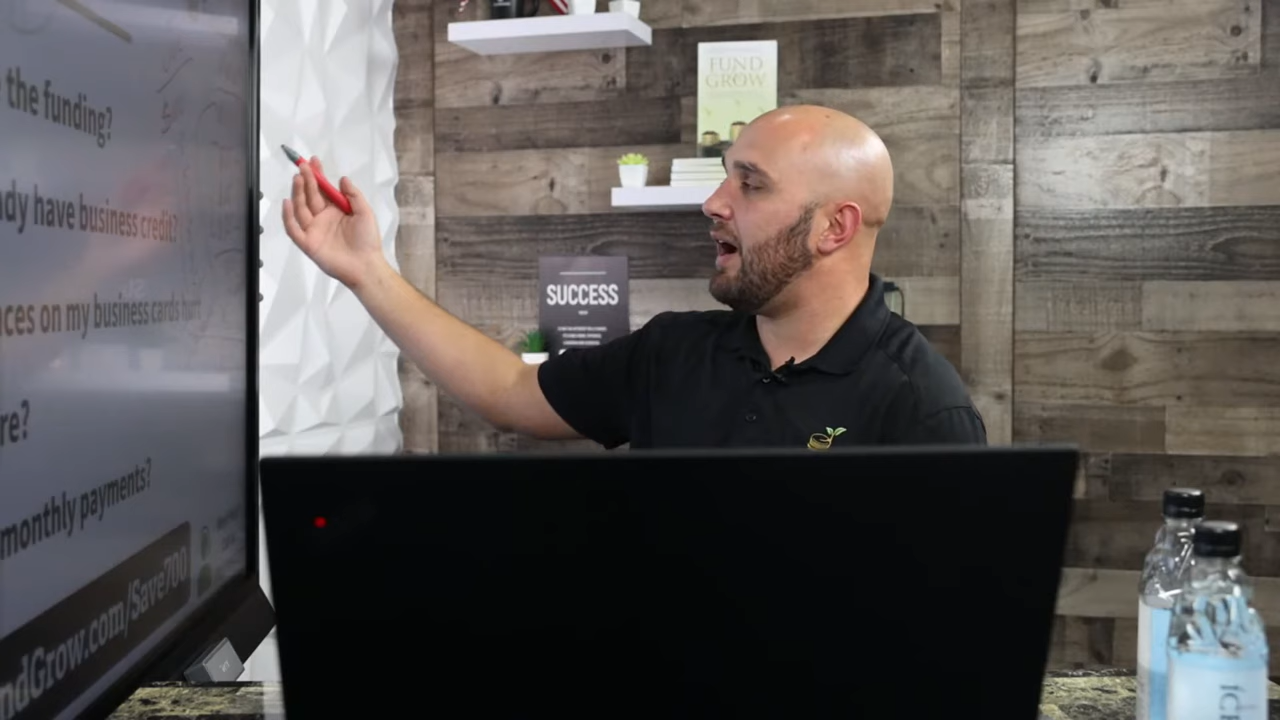 the funding?
dy have business credit?
ces on my business cards hurt
re?
monthly payments?
ndGrow.com/Save700
FUND
GROW
SUCCESS